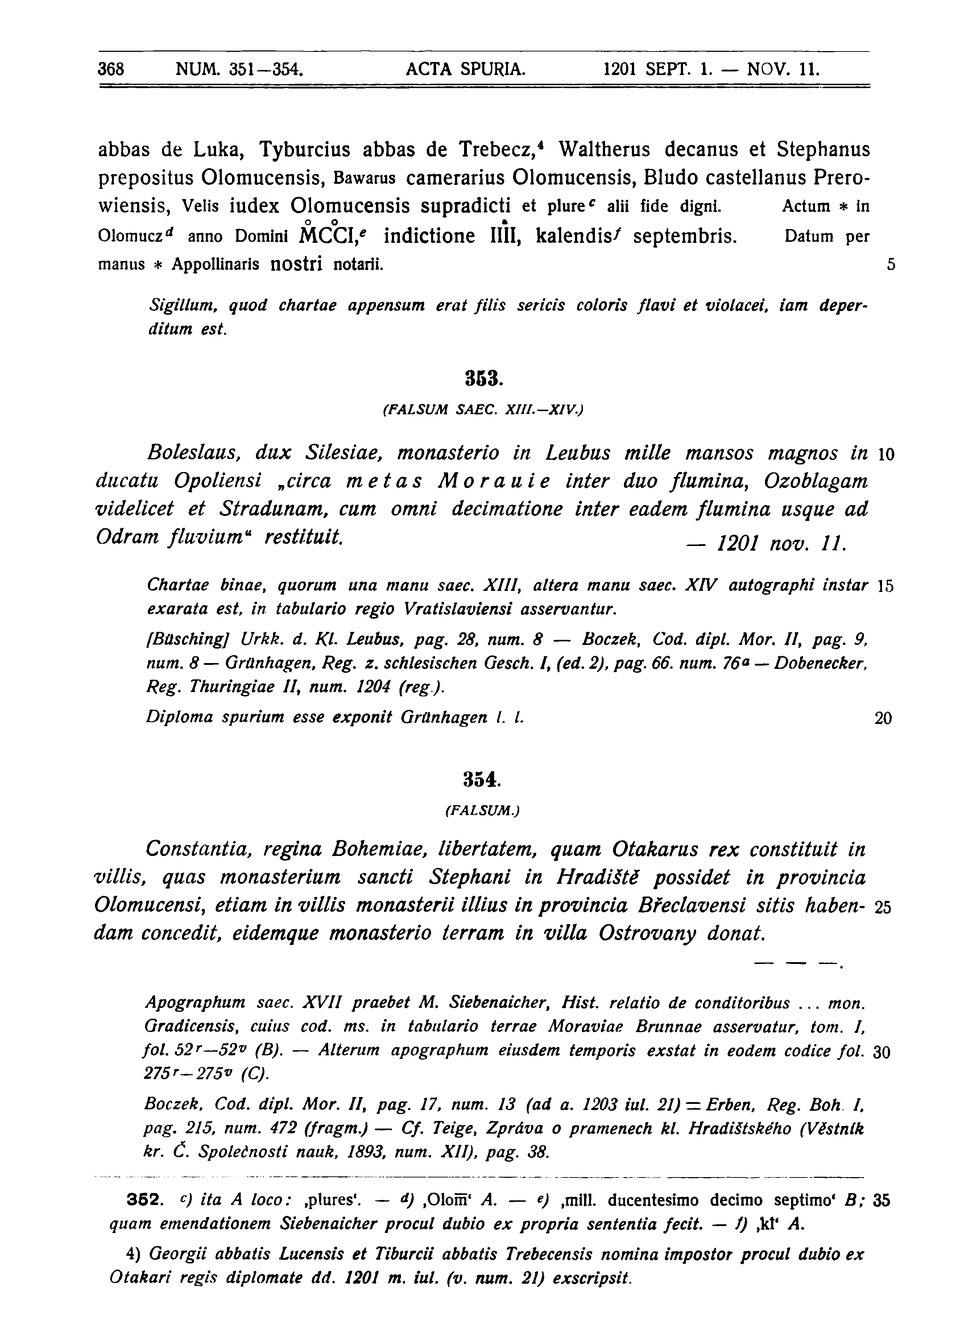 368 NUM. 351—354. ACTA SPURIA. 1201 SEPT. 1. — NOV. 11.
abbas de Luka, Tyburcius abbas de Trebecz,⁴ Waltherus decanus et Stephanus
prepositus Olomucensis, Bawarus camerarius Olomucensis, Bludo castellanus Prero-
wiensis, Velis iudex Olomucensis supradicti et plure ᶜ alii fide digni. Actum * in
Olomucz ᵈ anno Domini M̊CC̊I,ᵉ indictione IIII, kalendis ᶠ septembris. Datum per
manus * Appollinaris nostri notarii. 5
Sigillum, quod chartae appensum erat filis sericis coloris flavi et violacei, iam deper-
ditum est.
353.
(FALSUM SAEC. XIII.—XIV.)
Boleslaus, dux Silesiae, monasterio in Leubus mille mansos magnos in 10
ducatu Opoliensi „circa metas Morauie inter duo flumina, Ozoblagam
videlicet et Stradunam, cum omni decimatione inter eadem flumina usque ad
Odram fluvium“ restituit. — 1201 nov. 11.
Chartae binae, quorum una manu saec. XIII, altera manu saec. XIV autographi instar 15
exarata est, in tabulario regio Vratislaviensi asservantur.
[Büsching] Urkk. d. Kl. Leubus, pag. 28, num. 8 — Boczek, Cod. dipl. Mor. II, pag. 9,
num. 8 — Grünhagen, Reg. z. schlesischen Gesch. I, (ed. 2), pag. 66. num. 76ᵃ — Dobenecker,
Reg. Thuringiae II, num. 1204 (reg.).
Diploma spurium esse exponit Grünhagen l. l. 20
354.
(FALSUM.)
Constantia, regina Bohemiae, libertatem, quam Otakarus rex constituit in
villis, quas monasterium sancti Stephani in Hradiště possidet in provincia
Olomucensi, etiam in villis monasterii illius in provincia Břeclavensi sitis haben- 25
dam concedit, eidemque monasterio terram in villa Ostrovany donat.
— — —.
Apographum saec. XVII praebet M. Siebenaicher, Hist. relatio de conditoribus ... mon.
Gradicensis, cuius cod. ms. in tabulario terrae Moraviae Brunnae asservatur, tom. I,
fol. 52ʳ—52ᵛ (B). — Alterum apographum eiusdem temporis exstat in eodem codice fol. 30
275ʳ—275ᵛ (C).
Boczek, Cod. dipl. Mor. II, pag. 17, num. 13 (ad a. 1203 iul. 21) = Erben, Reg. Boh. I,
pag. 215, num. 472 (fragm.) — Cf. Teige, Zpráva o pramenech kl. Hradištského (Věstník
kr. Č. Společnosti nauk, 1893, num. XII), pag. 38.
352. c) ita A loco: ‚plures‘. — d) ‚Olom̅‘ A. — e) ‚mill. ducentesimo decimo septimo‘ B; 35
quam emendationem Siebenaicher procul dubio ex propria sententia fecit. — f) ‚kl‘ A.
4) Georgii abbatis Lucensis et Tiburcii abbatis Trebecensis nomina impostor procul dubio ex
Otakari regis diplomate dd. 1201 m. iul. (v. num. 21) exscripsit.